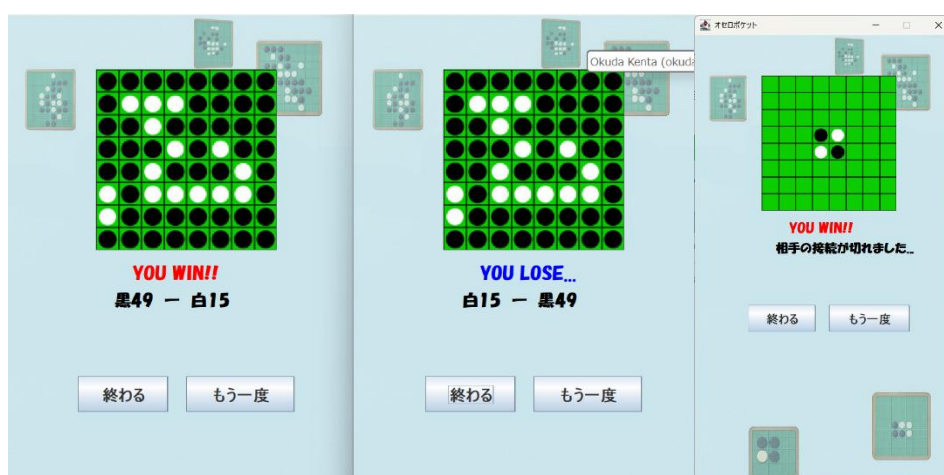 YOU WIN!!
黒49 － 白15
終わる
もう一度
Okuda Kenta (okuda
YOU LOSE...
白15 － 黒49
終わる
もう一度
オセロポケット
YOU WIN!!
相手の接続が切れました...
終わる
もう一度